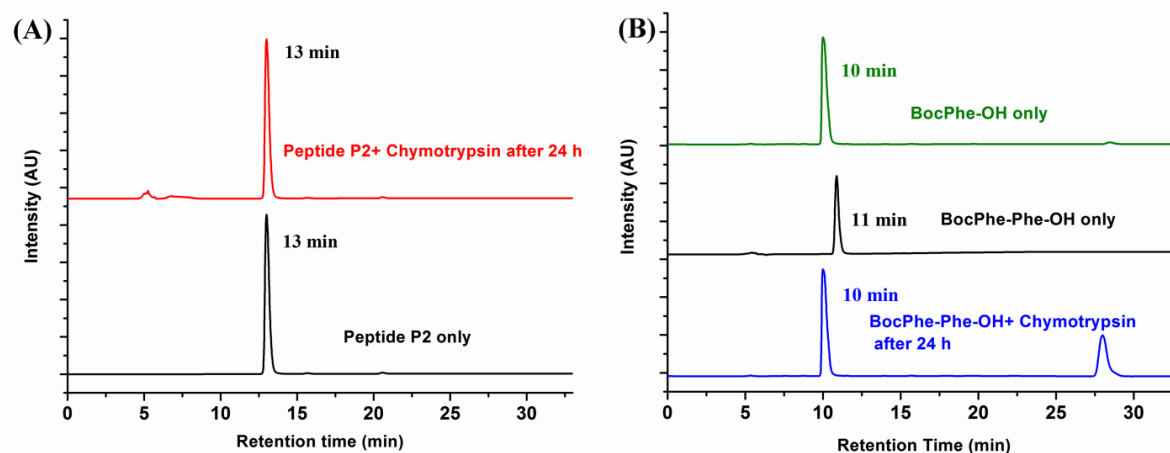 (A)
13 min
Peptide P2+ Chymotrypsin after 24 h
13 min
Peptide P2 only
Intensity (AU)
0 5 10 15 20 25 30
Retention time (min)
(B)
10 min
BocPhe-OH only
11 min BocPhe-Phe-OH only
10 min
BocPhe-Phe-OH+ Chymotrypsin
after 24 h
Intensity (AU)
0 5 10 15 20 25 30
Retention Time (min)